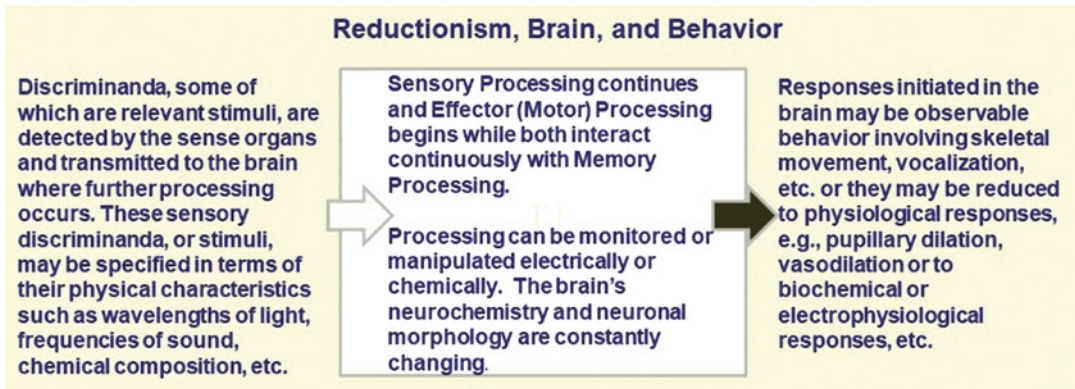 Reductionism, Brain, and Behavior
Discriminanda, some of
which are relevant stimuli, are
detected by the sense organs
and transmitted to the brain
where further processing
occurs. These sensory
discriminanda, or stimuli,
may be specified in terms of
their physical characteristics
such as wavelengths of light,
frequencies of sound,
chemical composition, etc.
Sensory Processing continues
and Effector (Motor) Processing
begins while both interact
continuously with Memory
Processing.
Processing can be monitored or
manipulated electrically or
chemically. The brain's
neurochemistry and neuronal
morphology are constantly
changing.
Responses initiated in the
brain may be observable
behavior involving skeletal
movement, vocalization,
etc. or they may be reduced
to physiological responses,
e.g., pupillary dilation,
vasodilation or to
biochemical or
electrophysiological
responses, etc.